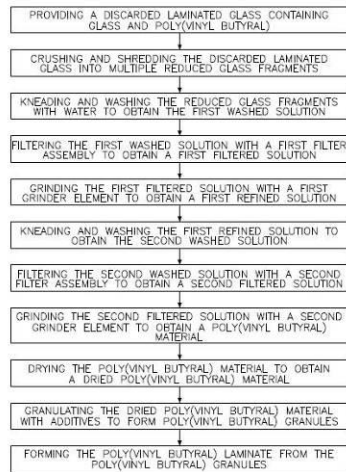 PROVIDING A DISCARDED LAMINATED GLASS CONTAINING
GLASS AND POLY(VINYL BUTYRAL)
CRUSHING AND SHREDDING THE DISCARDED LAMINATED
GLASS INTO MULTIPLE REDUCED GLASS FRAGMENTS
KNEADING AND WASHING THE REDUCED GLASS FRAGMENTS
WITH WATER TO OBTAIN THE FIRST WASHED SOLUTION
FILTERING THE FIRST WASHED SOLUTION WITH A FIRST FILTER
ASSEMBLY TO OBTAIN A FIRST FILTERED SOLUTION
GRINDING THE FIRST FILTERED SOLUTION WITH A FIRST
GRINDER ELEMENT TO OBTAIN A FIRST REFINED SOLUTION
KNEADING AND WASHING THE FIRST REFINED SOLUTION TO
OBTAIN THE SECOND WASHED SOLUTION
FILTERING THE SECOND WASHED SOLUTION WITH A SECOND
FILTER ASSEMBLY TO OBTAIN A SECOND FILTERED SOLUTION
GRINDING THE SECOND FILTERED SOLUTION WITH A SECOND
GRINDER ELEMENT TO OBTAIN A POLY(VINYL BUTYRAL)
MATERIAL
DRYING THE POLY(VINYL BUTYRAL) MATERIAL TO OBTAIN
A DRIED POLY(VINYL BUTYRAL) MATERIAL
GRANULATING THE DRIED POLY(VINYL BUTYRAL) MATERIAL
WITH ADDITIVES TO FORM POLY(VINYL BUTYRAL) GRANULES
FORMING THE POLY(VINYL BUTYRAL) LAMINATE FROM THE
POLY(VINYL BUTYRAL) GRANULES